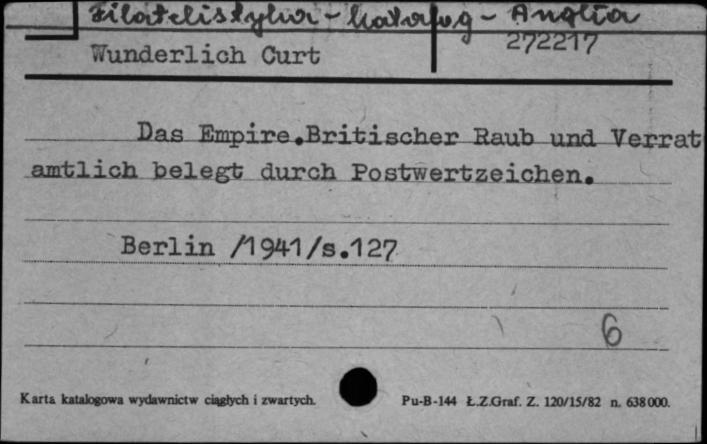 Filatelistyka - katalog - Anglia
272217
Wunderlich Curt
Das Empire.Britischer Raub und Verrat
amtlich belegt durch Postwertzeichen.
Berlin /1941/s.127
6
Karta katalogowa wydawnictw ciągłych i zwartych.
Pu-B-144 Ł.Z.Graf. Z. 120/15/82 n. 638000.